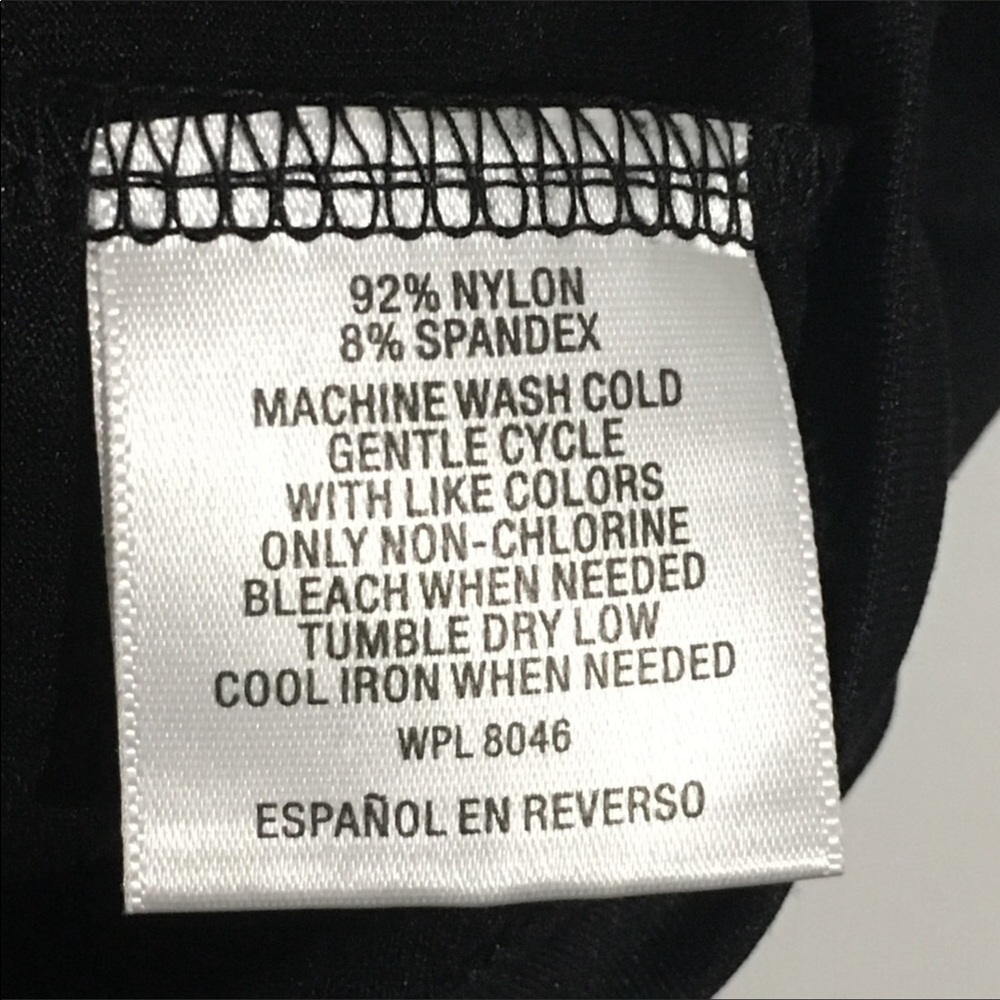 92% NYLON
8% SPANDEX
MACHINE WASH COLD
GENTLE CYCLE
WITH LIKE COLORS
ONLY NON-CHLORINE
BLEACH WHEN NEEDED
TUMBLE DRY LOW
COOL IRON WHEN NEEDED
WPL 8046
ESPAÑOL EN REVERSO